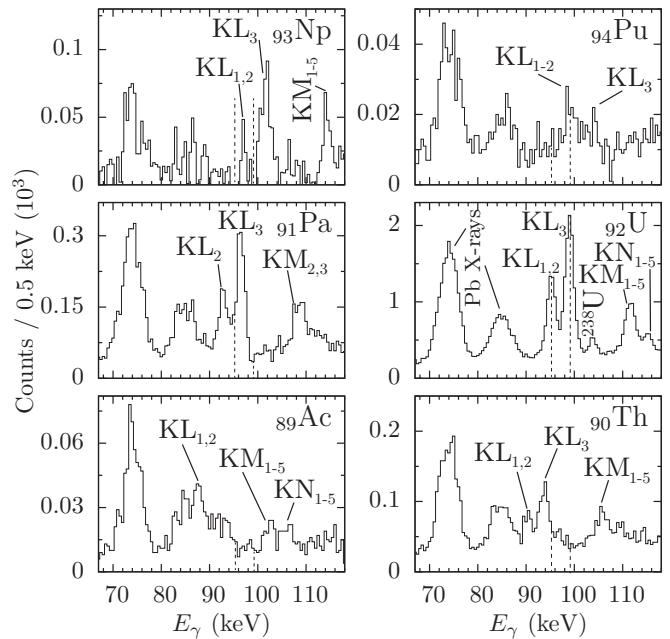 Counts / 0.5 keV (10³)
₉₃Np
0.1
0.05
0
KL₁,₂
KL₃
KM₁₋₅
₉₄Pu
0.04
0.02
0
KL₁₋₂
KL₃
₉₁Pa
0.3
0.15
0
KL₂
KL₃
KM₂,₃
₉₂U
2
1
0
Pb X-rays
KL₁,₂
KL₃
²³⁸U
KM₁₋₅
KN₁₋₅
₈₉Ac
0.06
0.03
0
KL₁,₂
KM₁₋₅
KN₁₋₅
70 80 90 100 110
E_γ (keV)
₉₀Th
0.2
0.1
0
KL₁,₂
KL₃
KM₁₋₅
70 80 90 100 110
E_γ (keV)